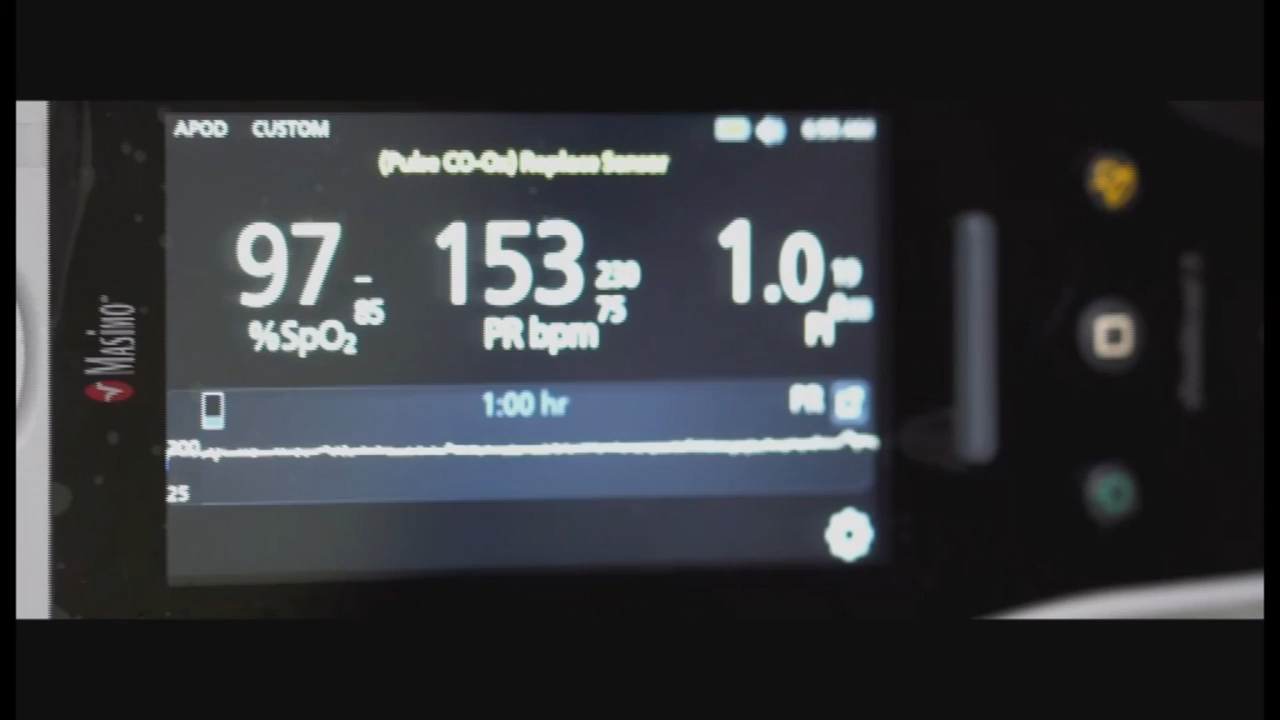 APOD CUSTOM
(Pulse CO-Ox) Replace Sensor
97 – 85 %SpO₂
153 230 75 PR bpm
1.0 10 PI
1:00 hr PR
200
25
MASIMO